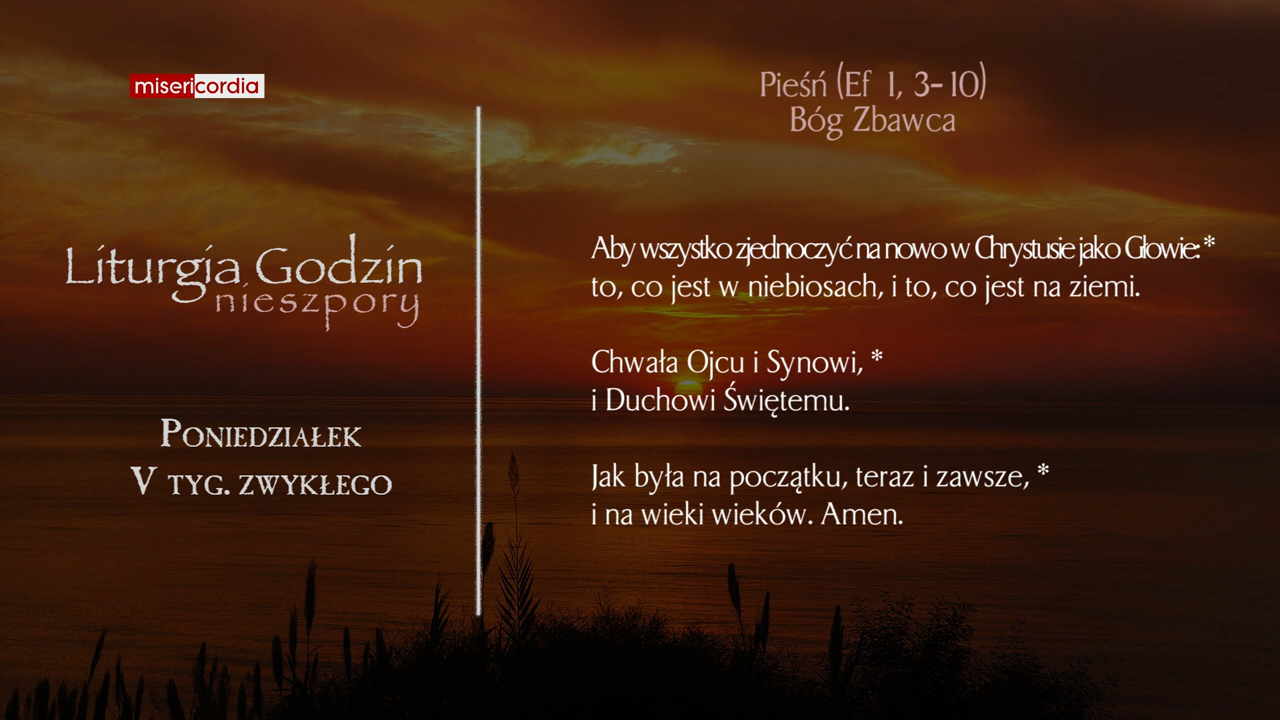 misericordia
Liturgia Godzin
nieszpory
Poniedziałek
V tyg. zwykłego
Pieśń (Ef 1, 3-10)
Bóg Zbawca
Aby wszystko zjednoczyć na nowo w Chrystusie jako Głowie: *
to, co jest w niebiosach, i to, co jest na ziemi.
Chwała Ojcu i Synowi, *
i Duchowi Świętemu.
Jak była na początku, teraz i zawsze, *
i na wieki wieków. Amen.